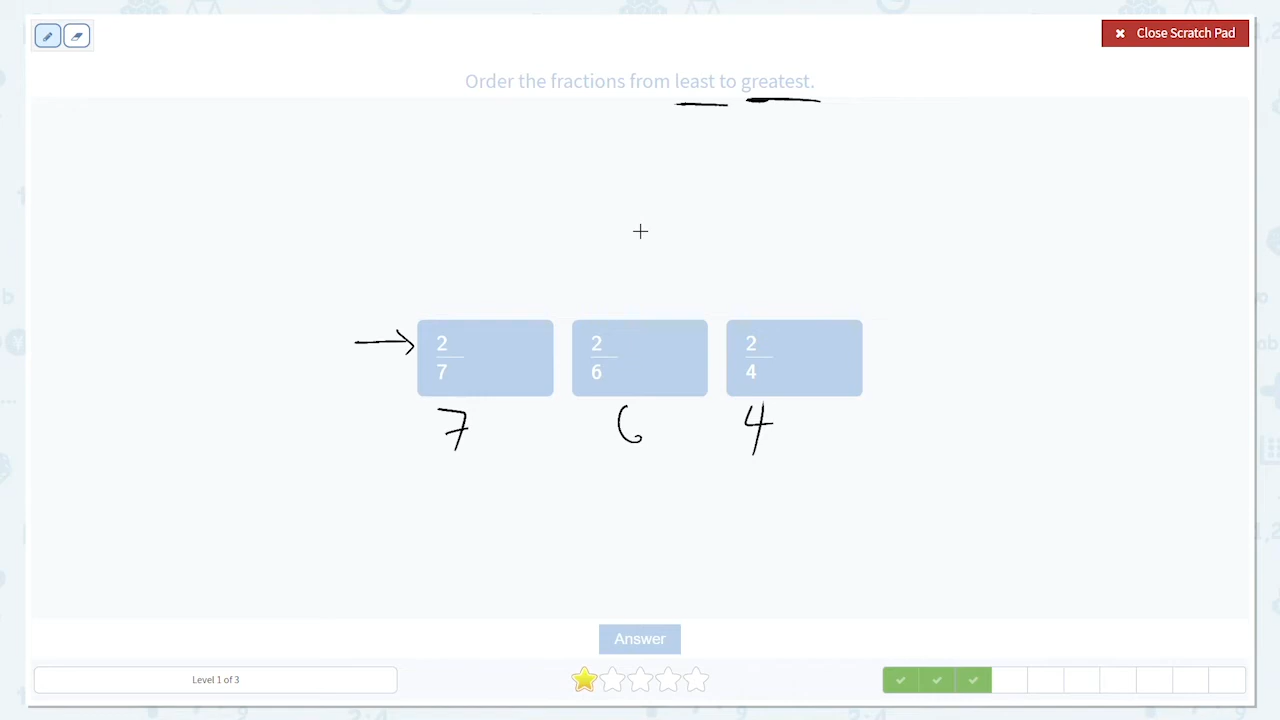 Close Scratch Pad
Order the fractions from least to greatest.
2 2 2
7 6 4
7 6 4
Answer
Level 1 of 3